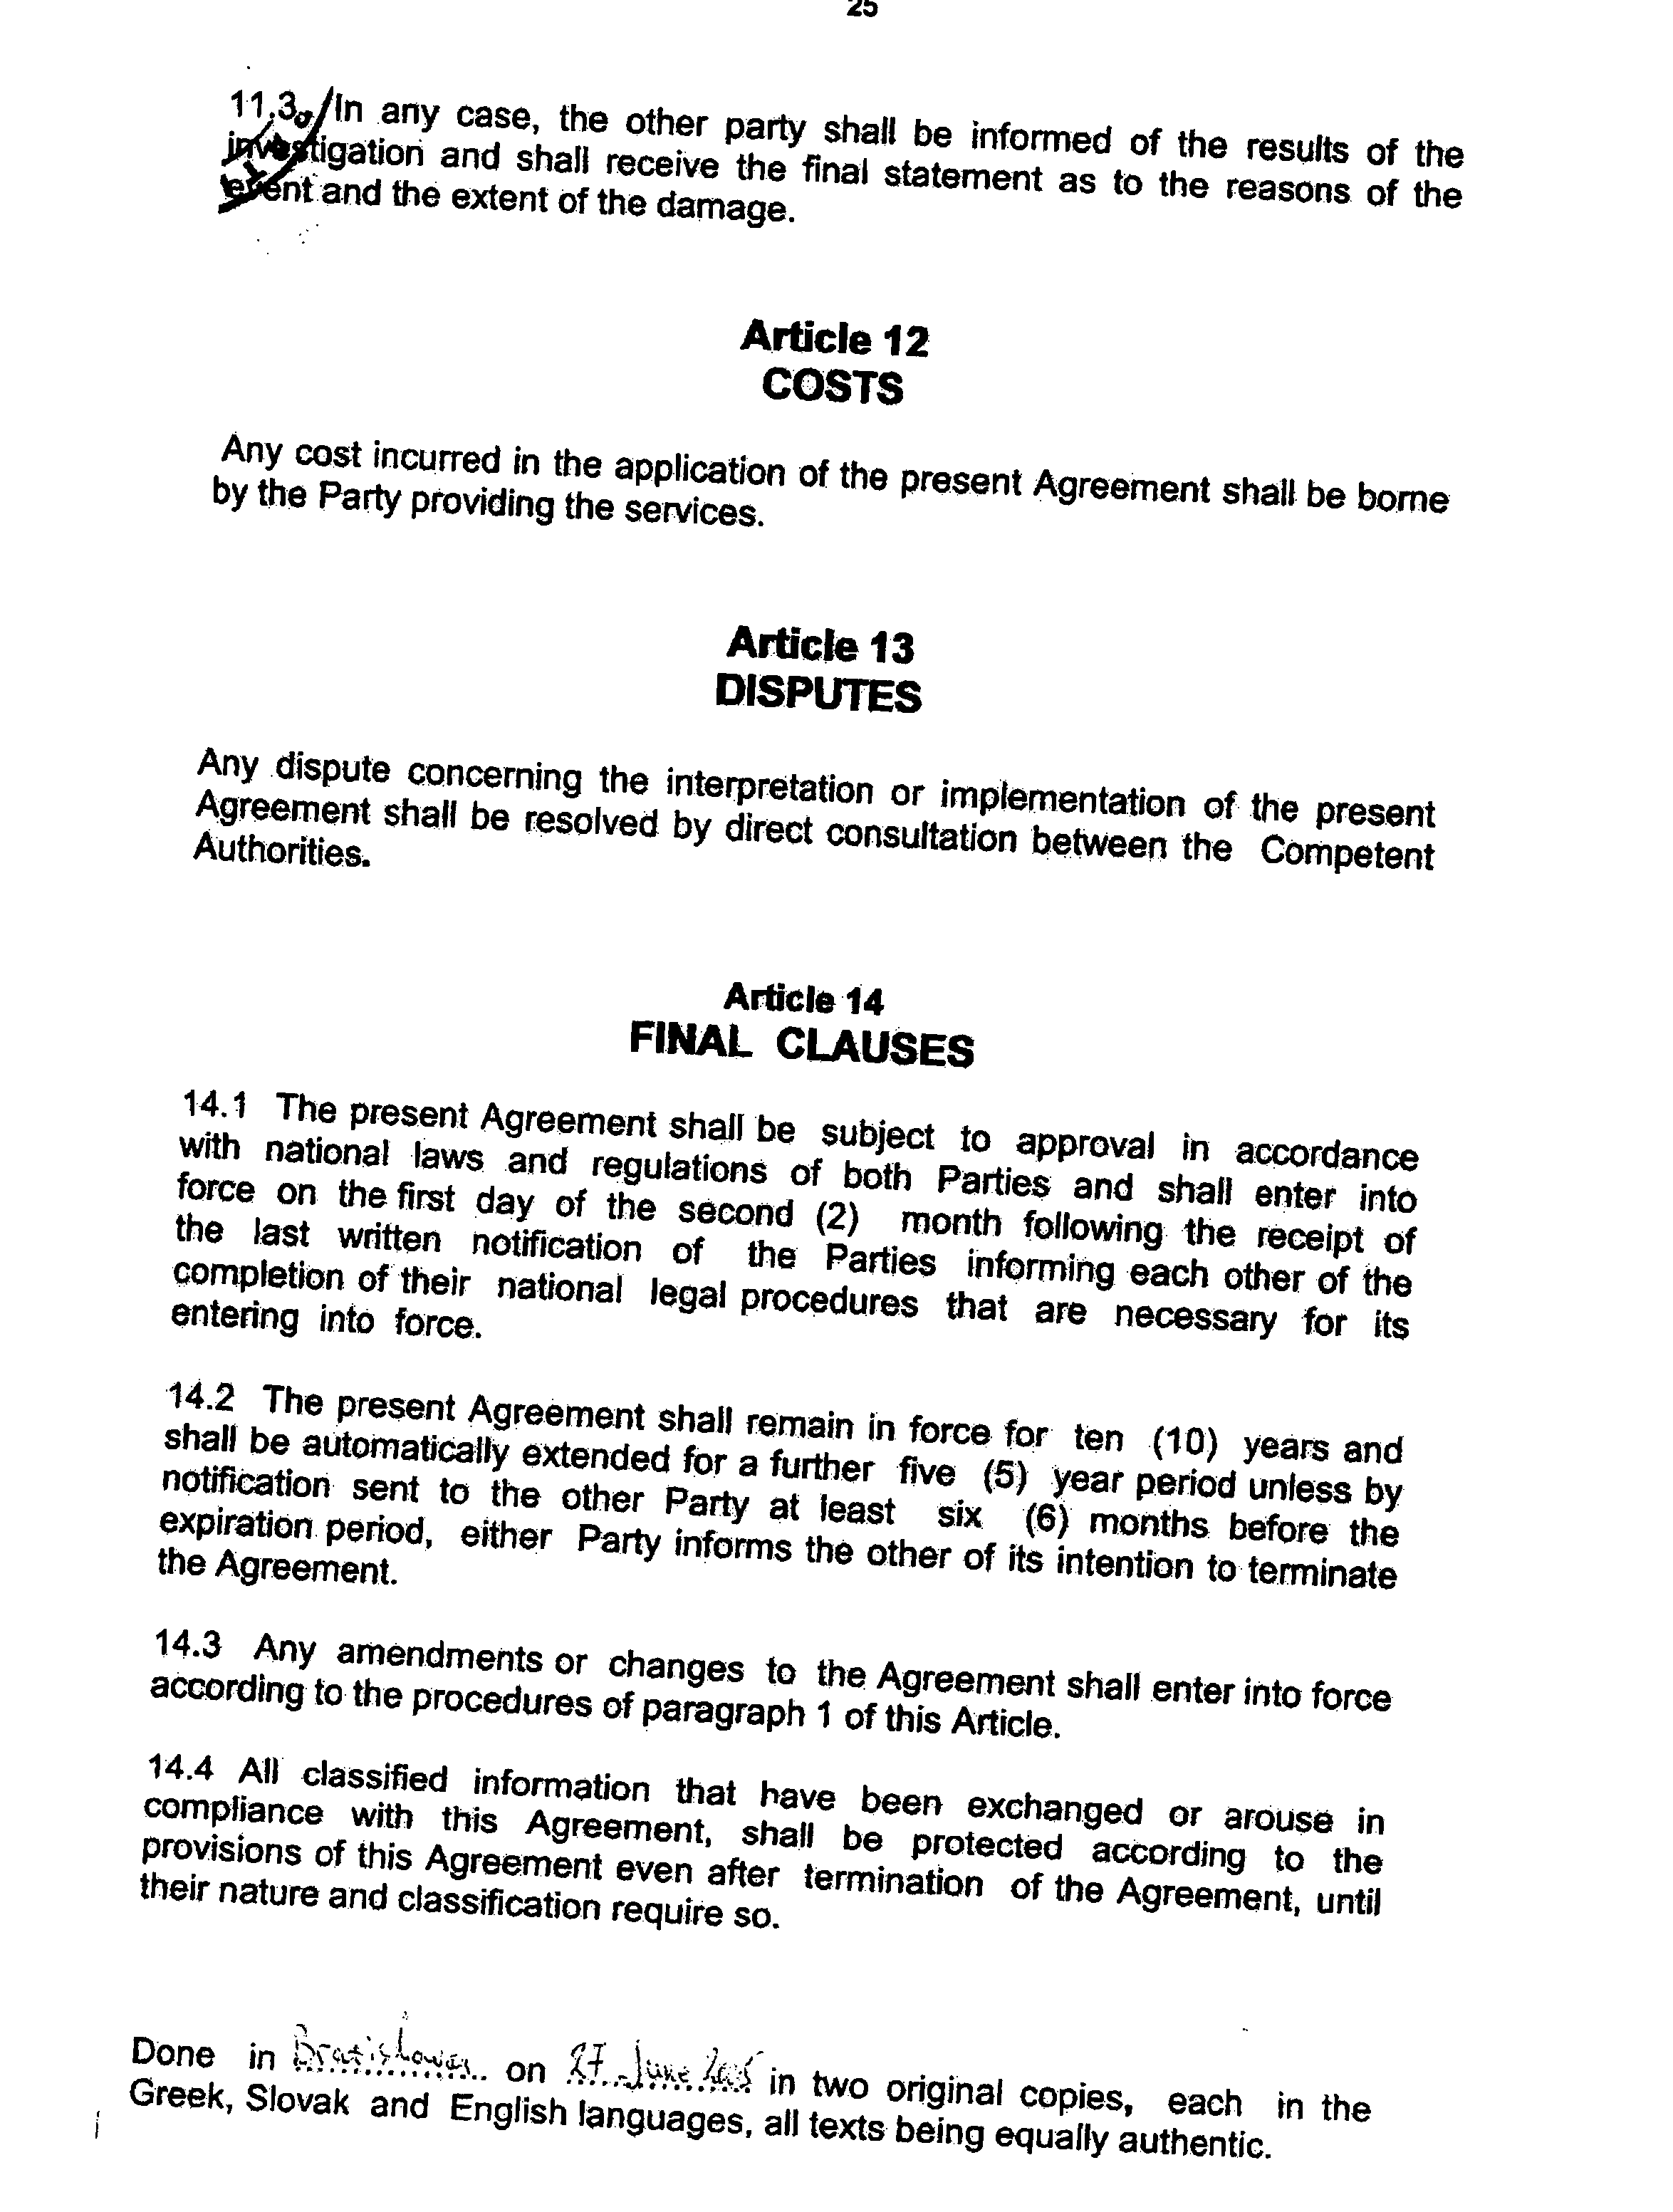 25
11.3. In any case, the other party shall be informed of the results of the
investigation and shall receive the final statement as to the reasons of the
event and the extent of the damage.
Article 12
COSTS
Any cost incurred in the application of the present Agreement shall be borne
by the Party providing the services.
Article 13
DISPUTES
Any dispute concerning the interpretation or implementation of the present
Agreement shall be resolved by direct consultation between the Competent
Authorities.
Article 14
FINAL CLAUSES
14.1 The present Agreement shall be subject to approval in accordance
with national laws and regulations of both Parties and shall enter into
force on the first day of the second (2) month following the receipt of
the last written notification of the Parties informing each other of the
completion of their national legal procedures that are necessary for its
entering into force.
14.2 The present Agreement shall remain in force for ten (10) years and
shall be automatically extended for a further five (5) year period unless by
notification sent to the other Party at least six (6) months before the
expiration period, either Party informs the other of its intention to terminate
the Agreement.
14.3 Any amendments or changes to the Agreement shall enter into force
according to the procedures of paragraph 1 of this Article.
14.4 All classified information that have been exchanged or arouse in
compliance with this Agreement, shall be protected according to the
provisions of this Agreement even after termination of the Agreement, until
their nature and classification require so.
Done in Bratislava on 27 June in two original copies, each in the
Greek, Slovak and English languages, all texts being equally authentic.